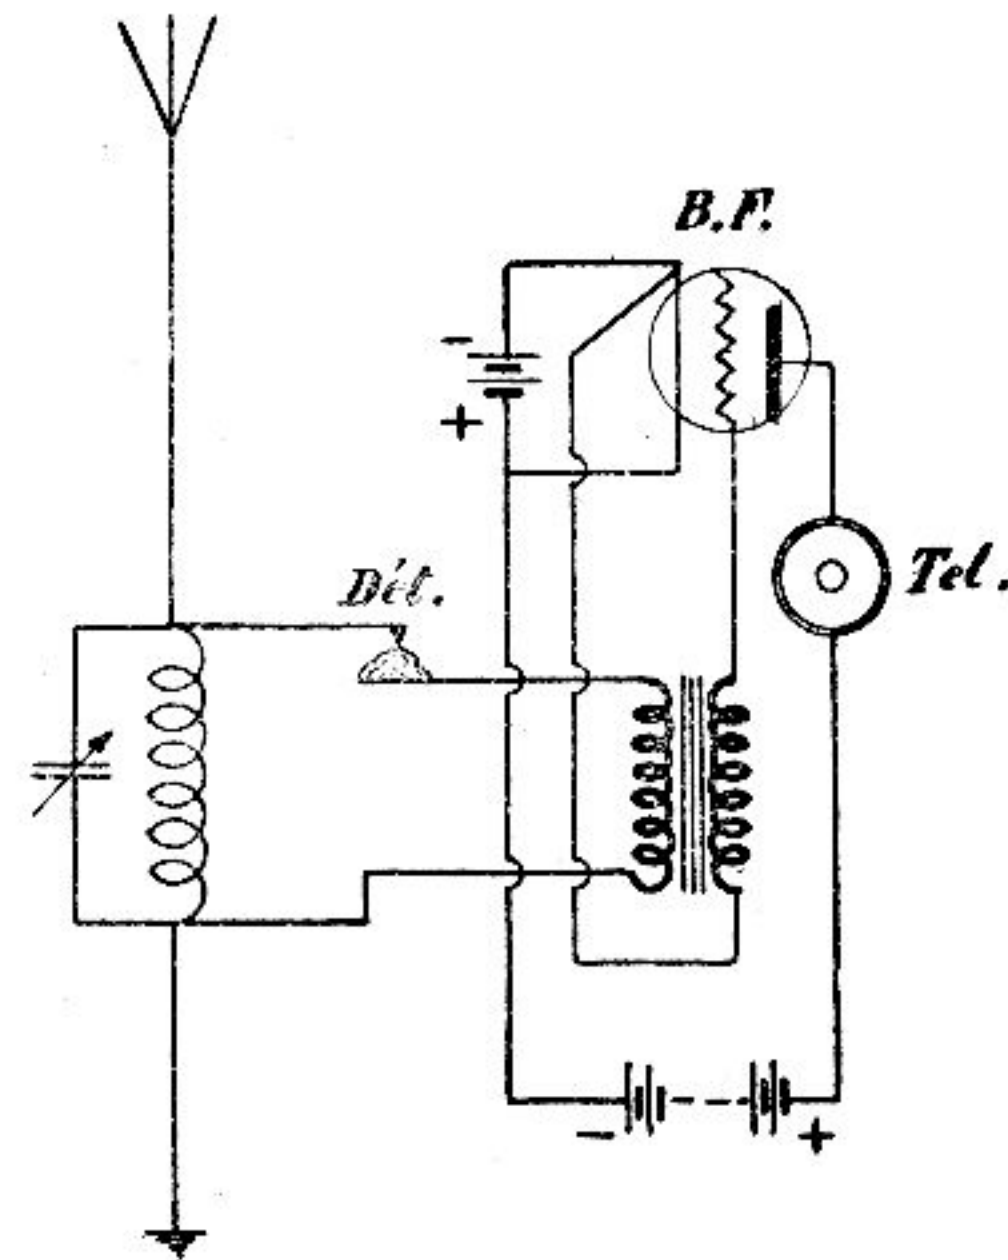 B.F.
-
+
Dét.
Tel.
- +